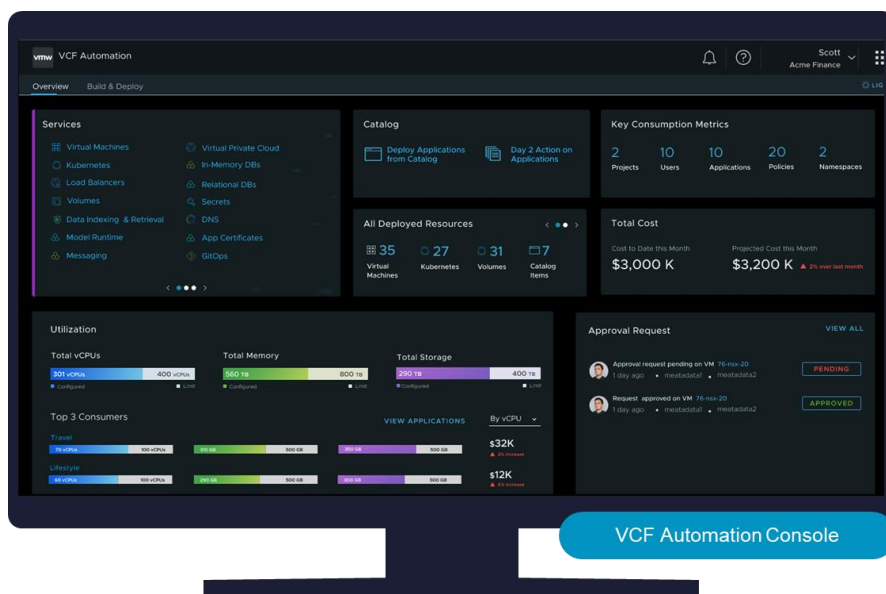 vmw VCF Automation
Scott
Acme Finance
Overview Build & Deploy
LIG
Services
Virtual Machines
Kubernetes
Load Balancers
Volumes
Data Indexing & Retrieval
Model Runtime
Messaging
Virtual Private Cloud
In-Memory DBs
Relational DBs
Secrets
DNS
App Certificates
GitOps
Catalog
Deploy Applications
from Catalog
Day 2 Action on
Applications
Key Consumption Metrics
2 10 10 20 2
Projects Users Applications Policies Namespaces
All Deployed Resources
35 27 31 7
Virtual
Machines
Kubernetes
Volumes
Catalog
Items
Total Cost
Cost to Date this Month
$3,000 K
Projected Cost this Month
$3,200 K 2% over last month
Utilization
Total vCPUs
301 vCPUs 400 vCPUs
Configured Limit
Total Memory
560 TB 800 TB
Configured Limit
Total Storage
290 TB 400 TB
Configured Limit
Top 3 Consumers
VIEW APPLICATIONS
By vCPU
Travel
70 vCPUs 100 vCPUs
500 GB
500 GB
$32K
Lifestyle
60 vCPUs 100 vCPUs
290 GB 500 GB
300 GB 500 GB
$12K
Approval Request
VIEW ALL
Approval request pending on VM 76-nsx-20
1 day ago • meatadata1 • meatadata2
PENDING
Request approved on VM 76-nsx-20
1 day ago • meatadata1 • meatadata2
APPROVED
VCF Automation Console